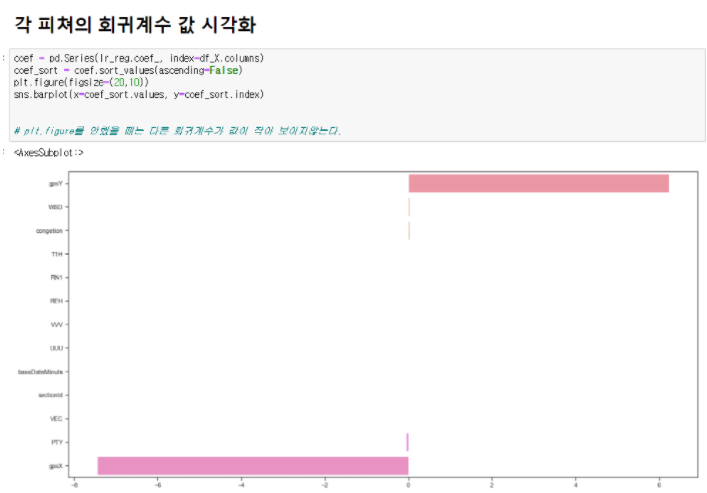 각 피쳐의 회귀계수 값 시각화
: coef = pd.Series(lr_reg.coef_, index=df_X.columns)
coef_sort = coef.sort_values(ascending=False)
plt.figure(figsize=(20,10))
sns.barplot(x=coef_sort.values, y=coef_sort.index)
# plt.figure를 안했을 때는 다른 회귀계수가 값이 작아 보이지않는다.
: <AxesSubplot:>
gpsY
WSD
congetion
T1H
RN1
REH
VVV
UUU
baseDateMinute
sectionid
VEC
PTY
gpsX
-8 -6 -4 -2 0 2 4 6